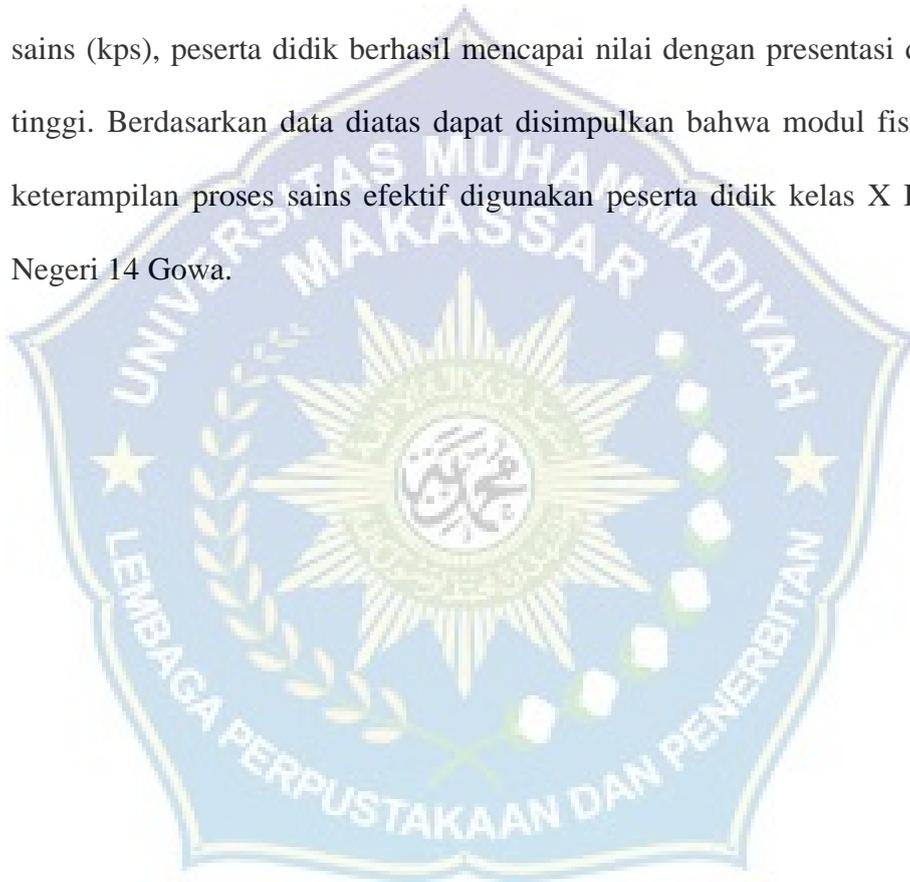 sains (kps), peserta didik berhasil mencapai nilai dengan presentasi
tinggi. Berdasarkan data diatas dapat disimpulkan bahwa modul fis
keterampilan proses sains efektif digunakan peserta didik kelas X
Negeri 14 Gowa.
UNIVERSITAS MUHAMMADIYAH
MAKASSAR
LEMBAGA PERPUSTAKAAN DAN PENERBITAN